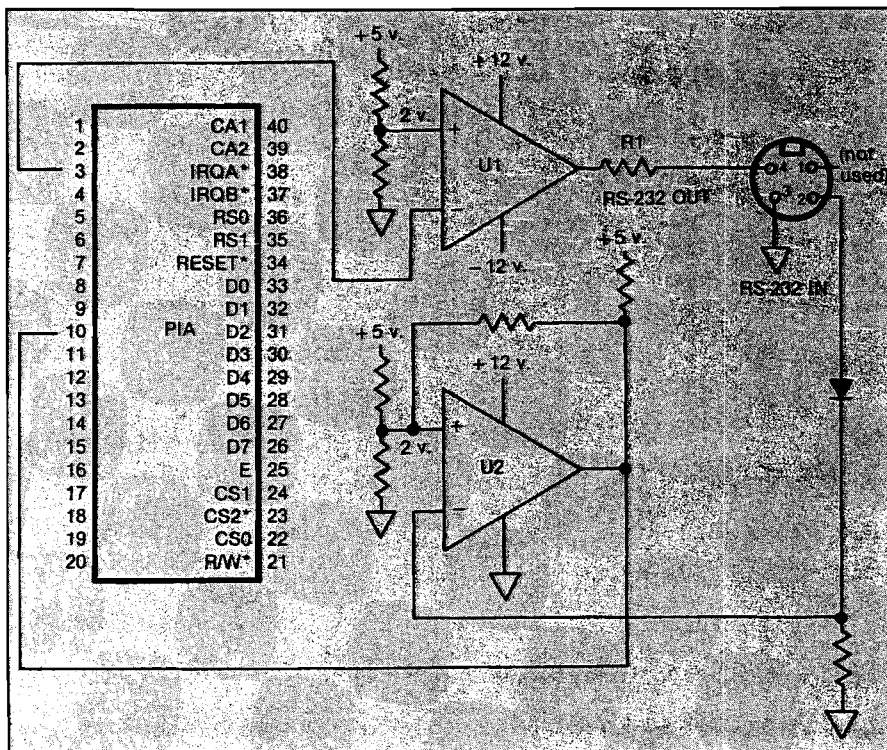 +5 v.
+12 v.
2 v.
+
U1
−
−12 v.
R1
RS-232 OUT
4 1 (not used)
3 2
+5 v.
RS-232 IN
1 CA1 40
2 CA2 39
3 IRQA* 38
4 IRQB* 37
5 RS0 36
6 RS1 35
7 RESET* 34
8 D0 33
9 D1 32
10 PIA D2 31
11 D3 30
12 D4 29
13 D5 28
14 D6 27
15 D7 26
16 E 25
17 CS1 24
18 CS2* 23
19 CS0 22
20 R/W* 21
+5 v.
+12 v.
2 v.
+
U2
−